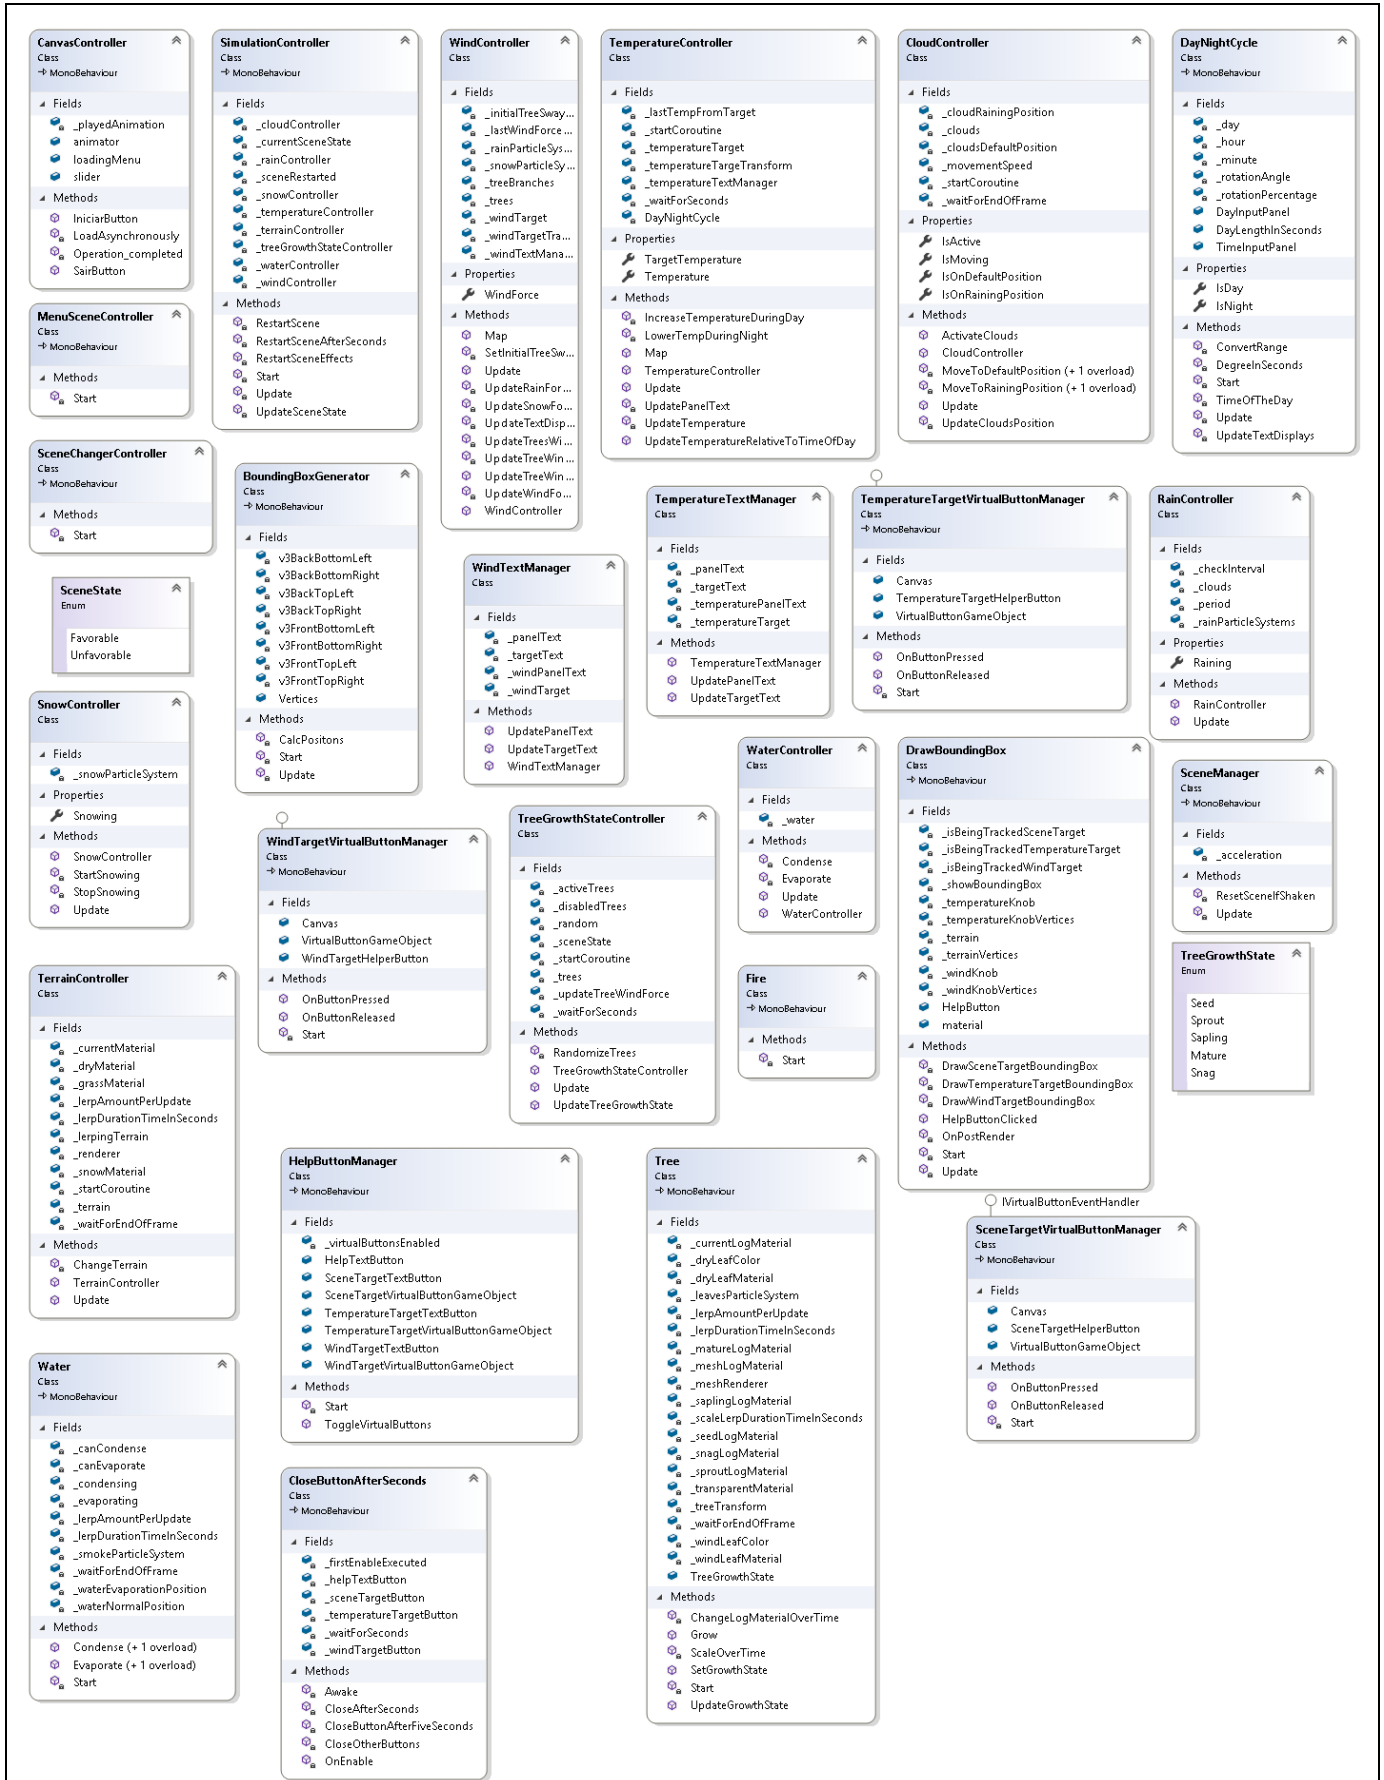 CanvasController
Class
MonoBehaviour
Fields
_playedAnimation
animator
loadingMenu
slider
Methods
IniciarButton
LoadAsynchronously
Operation_completed
SairButton
MenuSceneController
Class
MonoBehaviour
Methods
Start
SceneChangerController
Class
MonoBehaviour
Methods
Start
SceneState
Enum
Favorable
Unfavorable
SnowController
Class
Fields
_snowParticleSystem
Properties
Snowing
Methods
SnowController
StartSnowing
StopSnowing
Update
TerrainController
Class
Fields
_currentMaterial
_dryMaterial
_grassMaterial
_lerpAmountPerUpdate
_lerpDurationTimeInSeconds
_lerpingTerrain
_renderer
_snowMaterial
_startCoroutine
_terrain
_waitForEndOfFrame
Methods
ChangeTerrain
TerrainController
Update
Water
Class
MonoBehaviour
Fields
_canCondense
_canEvaporate
_condensing
_evaporating
_lerpAmountPerUpdate
_lerpDurationTimeInSeconds
_smokeParticleSystem
_waitForEndOfFrame
_waterEvaporationPosition
_waterNormalPosition
Methods
Condense (+ 1 overload)
Evaporate (+ 1 overload)
Start
SimulationController
Class
MonoBehaviour
Fields
_cloudController
_currentSceneState
_rainController
_sceneRestarted
_snowController
_temperatureController
_terrainController
_treeGrowthStateController
_waterController
_windController
Methods
RestartScene
RestartSceneAfterSeconds
RestartSceneEffects
Start
Update
UpdateSceneState
BoundingBoxGenerator
Class
MonoBehaviour
Fields
v3BackBottomLeft
v3BackBottomRight
v3BackTopLeft
v3BackTopRight
v3FrontBottomLeft
v3FrontBottomRight
v3FrontTopLeft
v3FrontTopRight
Vertices
Methods
CalcPositons
Start
Update
WindTargetVirtualButtonManager
Class
MonoBehaviour
Fields
Canvas
VirtualButtonGameObject
WindTargetHelperButton
Methods
OnButtonPressed
OnButtonReleased
Start
HelpButtonManager
Class
MonoBehaviour
Fields
_virtualButtonsEnabled
HelpTextButton
SceneTargetTextButton
SceneTargetVirtualButtonGameObject
TemperatureTargetTextButton
TemperatureTargetVirtualButtonGameObject
WindTargetTextButton
WindTargetVirtualButtonGameObject
Methods
Start
ToggleVirtualButtons
CloseButtonAfterSeconds
Class
MonoBehaviour
Fields
_firstEnableExecuted
_helpTextButton
_sceneTargetButton
_temperatureTargetButton
_waitForSeconds
_windTargetButton
Methods
Awake
CloseAfterSeconds
CloseButtonAfterFiveSeconds
CloseOtherButtons
OnEnable
WindController
Class
MonoBehaviour
Fields
_initialTreeSway...
_lastWindForce...
_rainParticleSys...
_snowParticleSy...
_treeBranches
_trees
_windTarget
_windTargetTra...
_windTextMana...
Properties
WindForce
Methods
Map
SetInitialTreeSw...
Update
UpdateRainFor...
UpdateSnowFo...
UpdateTextDisp...
UpdateTreesWi...
UpdateTreeWin...
UpdateTreeWin...
UpdateWindFo...
WindController
WindTextManager
Class
Fields
_panelText
_targetText
_windPanelText
_windTarget
Methods
UpdatePanelText
UpdateTargetText
WindTextManager
TreeGrowthStateController
Class
Fields
_activeTrees
_disabledTrees
_random
_sceneState
_startCoroutine
_trees
_updateTreeWindForce
_waitForSeconds
Methods
RandomizeTrees
TreeGrowthStateController
Update
UpdateTreeGrowthState
TemperatureController
Class
Fields
_lastTempFromTarget
_startCoroutine
_temperatureTarget
_temperatureTargeTransform
_temperatureTextManager
_waitForSeconds
DayNightCycle
Properties
TargetTemperature
Temperature
Methods
IncreaseTemperatureDuringDay
LowerTempDuringNight
Map
TemperatureController
Update
UpdatePanelText
UpdateTemperature
UpdateTemperatureRelativeToTimeOfDay
TemperatureTextManager
Class
Fields
_panelText
_targetText
_temperaturePanelText
_temperatureTarget
Methods
TemperatureTextManager
UpdatePanelText
UpdateTargetText
WaterController
Class
Fields
_water
Methods
Condense
Evaporate
Update
WaterController
Fire
Class
MonoBehaviour
Methods
Start
Tree
Class
MonoBehaviour
Fields
_currentLogMaterial
_dryLeafColor
_dryLeafMaterial
_leavesParticleSystem
_lerpAmountPerUpdate
_lerpDurationTimeInSeconds
_matureLogMaterial
_meshLogMaterial
_meshRenderer
_saplingLogMaterial
_scaleLerpDurationTimeInSeconds
_seedLogMaterial
_snagLogMaterial
_sproutLogMaterial
_transparentMaterial
_treeTransform
_waitForEndOfFrame
_windLeafColor
_windLeafMaterial
TreeGrowthState
Methods
ChangeLogMaterialOverTime
Grow
ScaleOverTime
SetGrowthState
Start
UpdateGrowthState
CloudController
Class
MonoBehaviour
Fields
_cloudRainingPosition
_clouds
_cloudsDefaultPosition
_movementSpeed
_startCoroutine
_waitForEndOfFrame
Properties
IsActive
IsMoving
IsOnDefaultPosition
IsOnRainingPosition
Methods
ActivateClouds
CloudController
MoveToDefaultPosition (+ 1 overload)
MoveToRainingPosition (+ 1 overload)
Update
UpdateCloudsPosition
TemperatureTargetVirtualButtonManager
Class
MonoBehaviour
Fields
Canvas
TemperatureTargetHelperButton
VirtualButtonGameObject
Methods
OnButtonPressed
OnButtonReleased
Start
DrawBoundingBox
Class
MonoBehaviour
Fields
_isBeingTrackedSceneTarget
_isBeingTrackedTemperatureTarget
_isBeingTrackedWindTarget
_showBoundingBox
_temperatureKnob
_temperatureKnobVertices
_terrain
_terrainVertices
_windKnob
_windKnobVertices
HelpButton
material
Methods
DrawSceneTargetBoundingBox
DrawTemperatureTargetBoundingBox
DrawWindTargetBoundingBox
HelpButtonClicked
OnPostRender
Start
Update
IVirtualButtonEventHandler
SceneTargetVirtualButtonManager
Class
MonoBehaviour
Fields
Canvas
SceneTargetHelperButton
VirtualButtonGameObject
Methods
OnButtonPressed
OnButtonReleased
Start
DayNightCycle
Class
MonoBehaviour
Fields
_day
_hour
_minute
_rotationAngle
_rotationPercentage
DayInputPanel
DayLengthInSeconds
TimeInputPanel
Properties
IsDay
IsNight
Methods
ConvertRange
DegreeInSeconds
Start
TimeOfTheDay
Update
UpdateTextDisplays
RainController
Class
Fields
_checkInterval
_clouds
_period
_rainParticleSystems
Properties
Raining
Methods
RainController
Update
SceneManager
Class
MonoBehaviour
Fields
_acceleration
Methods
ResetSceneIfShaken
Update
TreeGrowthState
Enum
Seed
Sprout
Sapling
Mature
Snag